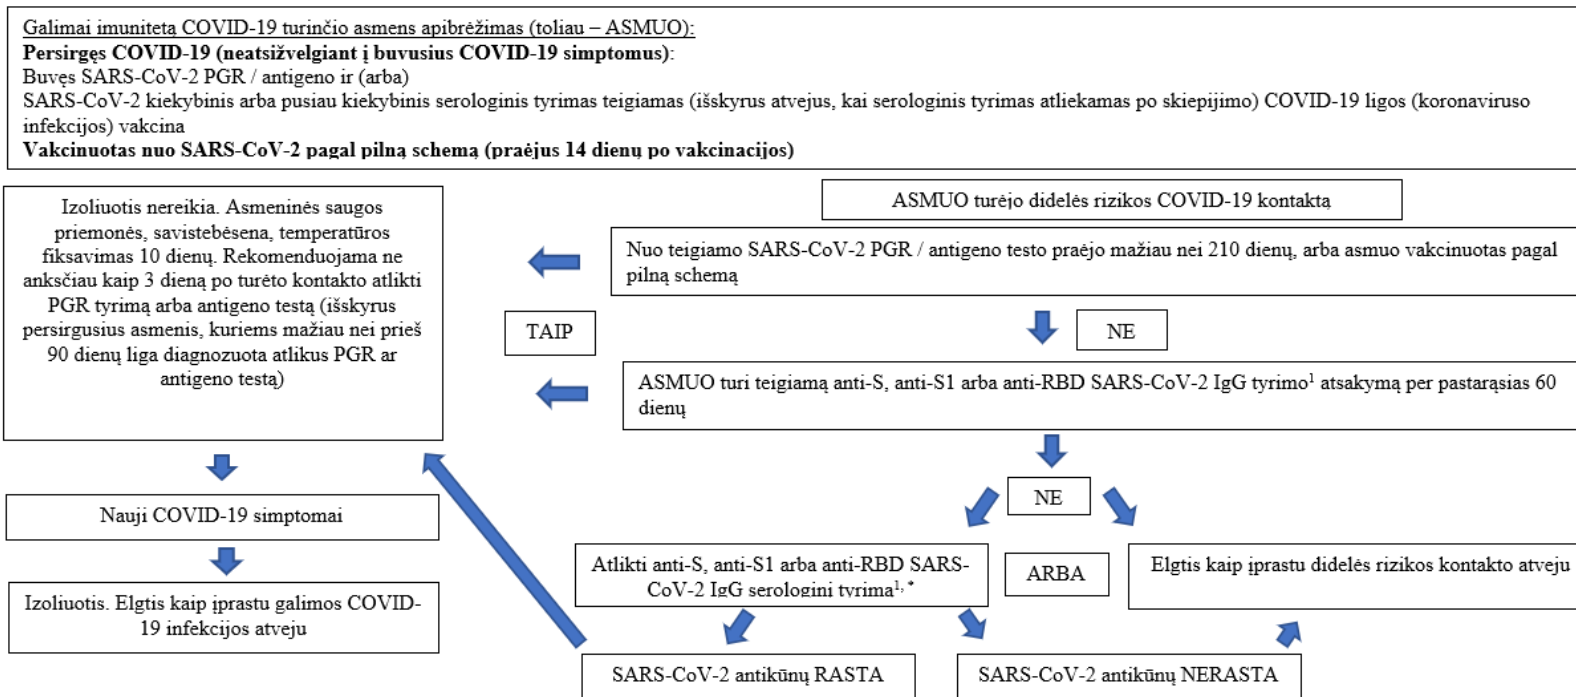 Galimai imunitetą COVID-19 turinčio asmens apibrėžimas (toliau – ASMUO):
Persirgęs COVID-19 (neatsižvelgiant į buvusius COVID-19 simptomus):
Buvęs SARS-CoV-2 PGR / antigeno ir (arba)
SARS-CoV-2 kiekybinis arba pusiau kiekybinis serologinis tyrimas teigiamas (išskyrus atvejus, kai serologinis tyrimas atliekamas po skiepijimo) COVID-19 ligos (koronaviruso
infekcijos) vakcina
Vakcinuotas nuo SARS-CoV-2 pagal pilną schemą (praėjus 14 dienų po vakcinacijos)
ASMUO turėjo didelės rizikos COVID-19 kontaktą
Nuo teigiamo SARS-CoV-2 PGR / antigeno testo praėjo mažiau nei 210 dienų, arba asmuo vakcinuotas pagal
pilną schemą
TAIP
NE
Izoliuotis nereikia. Asmeninės saugos
priemonės, savistebėsena, temperatūros
fiksavimas 10 dienų. Rekomenduojama ne
anksčiau kaip 3 dieną po turėto kontakto atlikti
PGR tyrimą arba antigeno testą (išskyrus
persirgusius asmenis, kuriems mažiau nei prieš
90 dienų liga diagnozuota atlikus PGR ar
antigeno testą)
ASMUO turi teigiamą anti-S, anti-S1 arba anti-RBD SARS-CoV-2 IgG tyrimo¹ atsakymą per pastarąsias 60
dienų
NE
Nauji COVID-19 simptomai
Izoliuotis. Elgtis kaip įprastu galimos COVID-
19 infekcijos atveju
Atlikti anti-S, anti-S1 arba anti-RBD SARS-
CoV-2 IgG serologini tyrima¹,*
ARBA
Elgtis kaip įprastu didelės rizikos kontakto atveju
SARS-CoV-2 antikūnų RASTA
SARS-CoV-2 antikūnų NERASTA